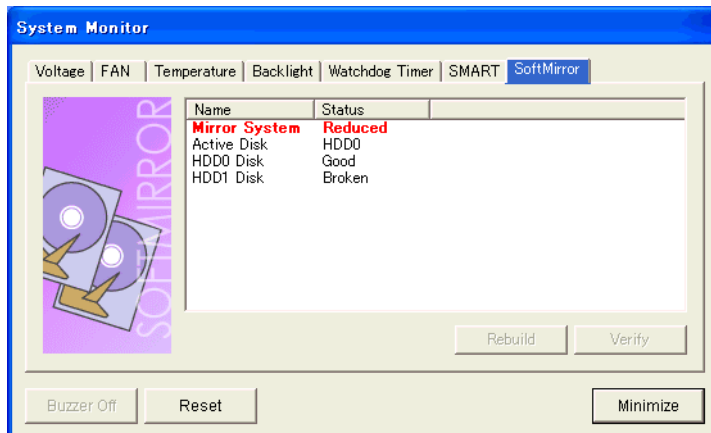 System Monitor
Voltage FAN Temperature Backlight Watchdog Timer SMART SoftMirror
Name Status
Mirror System Reduced
Active Disk HDD0
HDD0 Disk Good
HDD1 Disk Broken
SOFTMIRROR
Rebuild Verify
Buzzer Off Reset Minimize